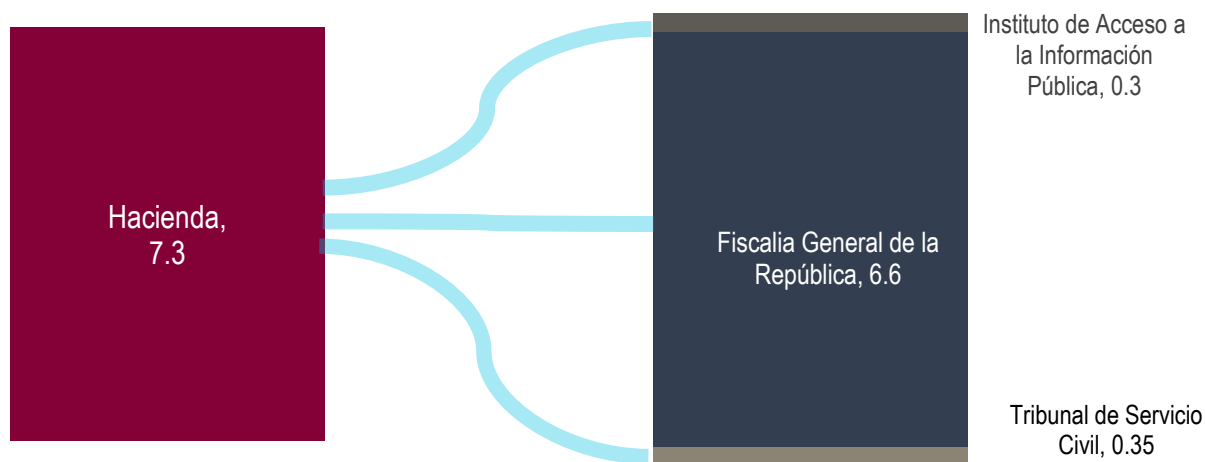 Instituto de Acceso a
la Información
Pública, 0.3
Hacienda,
7.3
Fiscalia General de la
República, 6.6
Tribunal de Servicio
Civil, 0.35